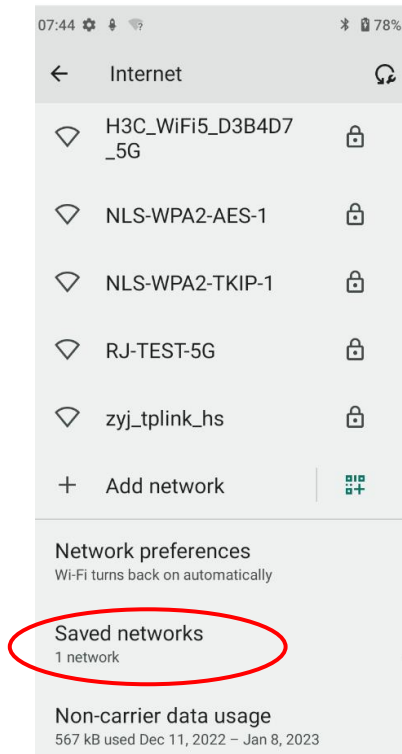 07:44 78%
Internet
H3C_WiFi5_D3B4D7
_5G
NLS-WPA2-AES-1
NLS-WPA2-TKIP-1
RJ-TEST-5G
zyj_tplink_hs
Add network
Network preferences
Wi-Fi turns back on automatically
Saved networks
1 network
Non-carrier data usage
567 kB used Dec 11, 2022 – Jan 8, 2023